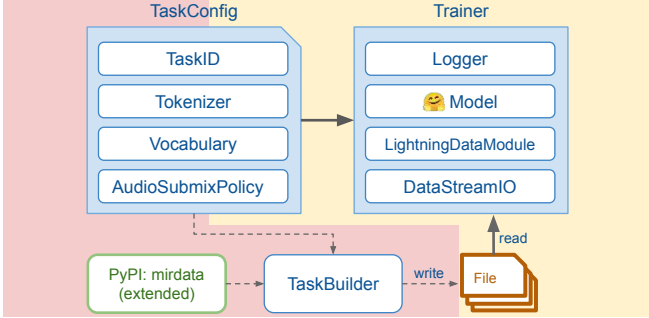 TaskConfig
TaskID
Tokenizer
Vocabulary
AudioSubmixPolicy
Trainer
Logger
🤗 Model
LightningDataModule
DataStreamIO
read
PyPI: mirdata
(extended)
TaskBuilder
write
File